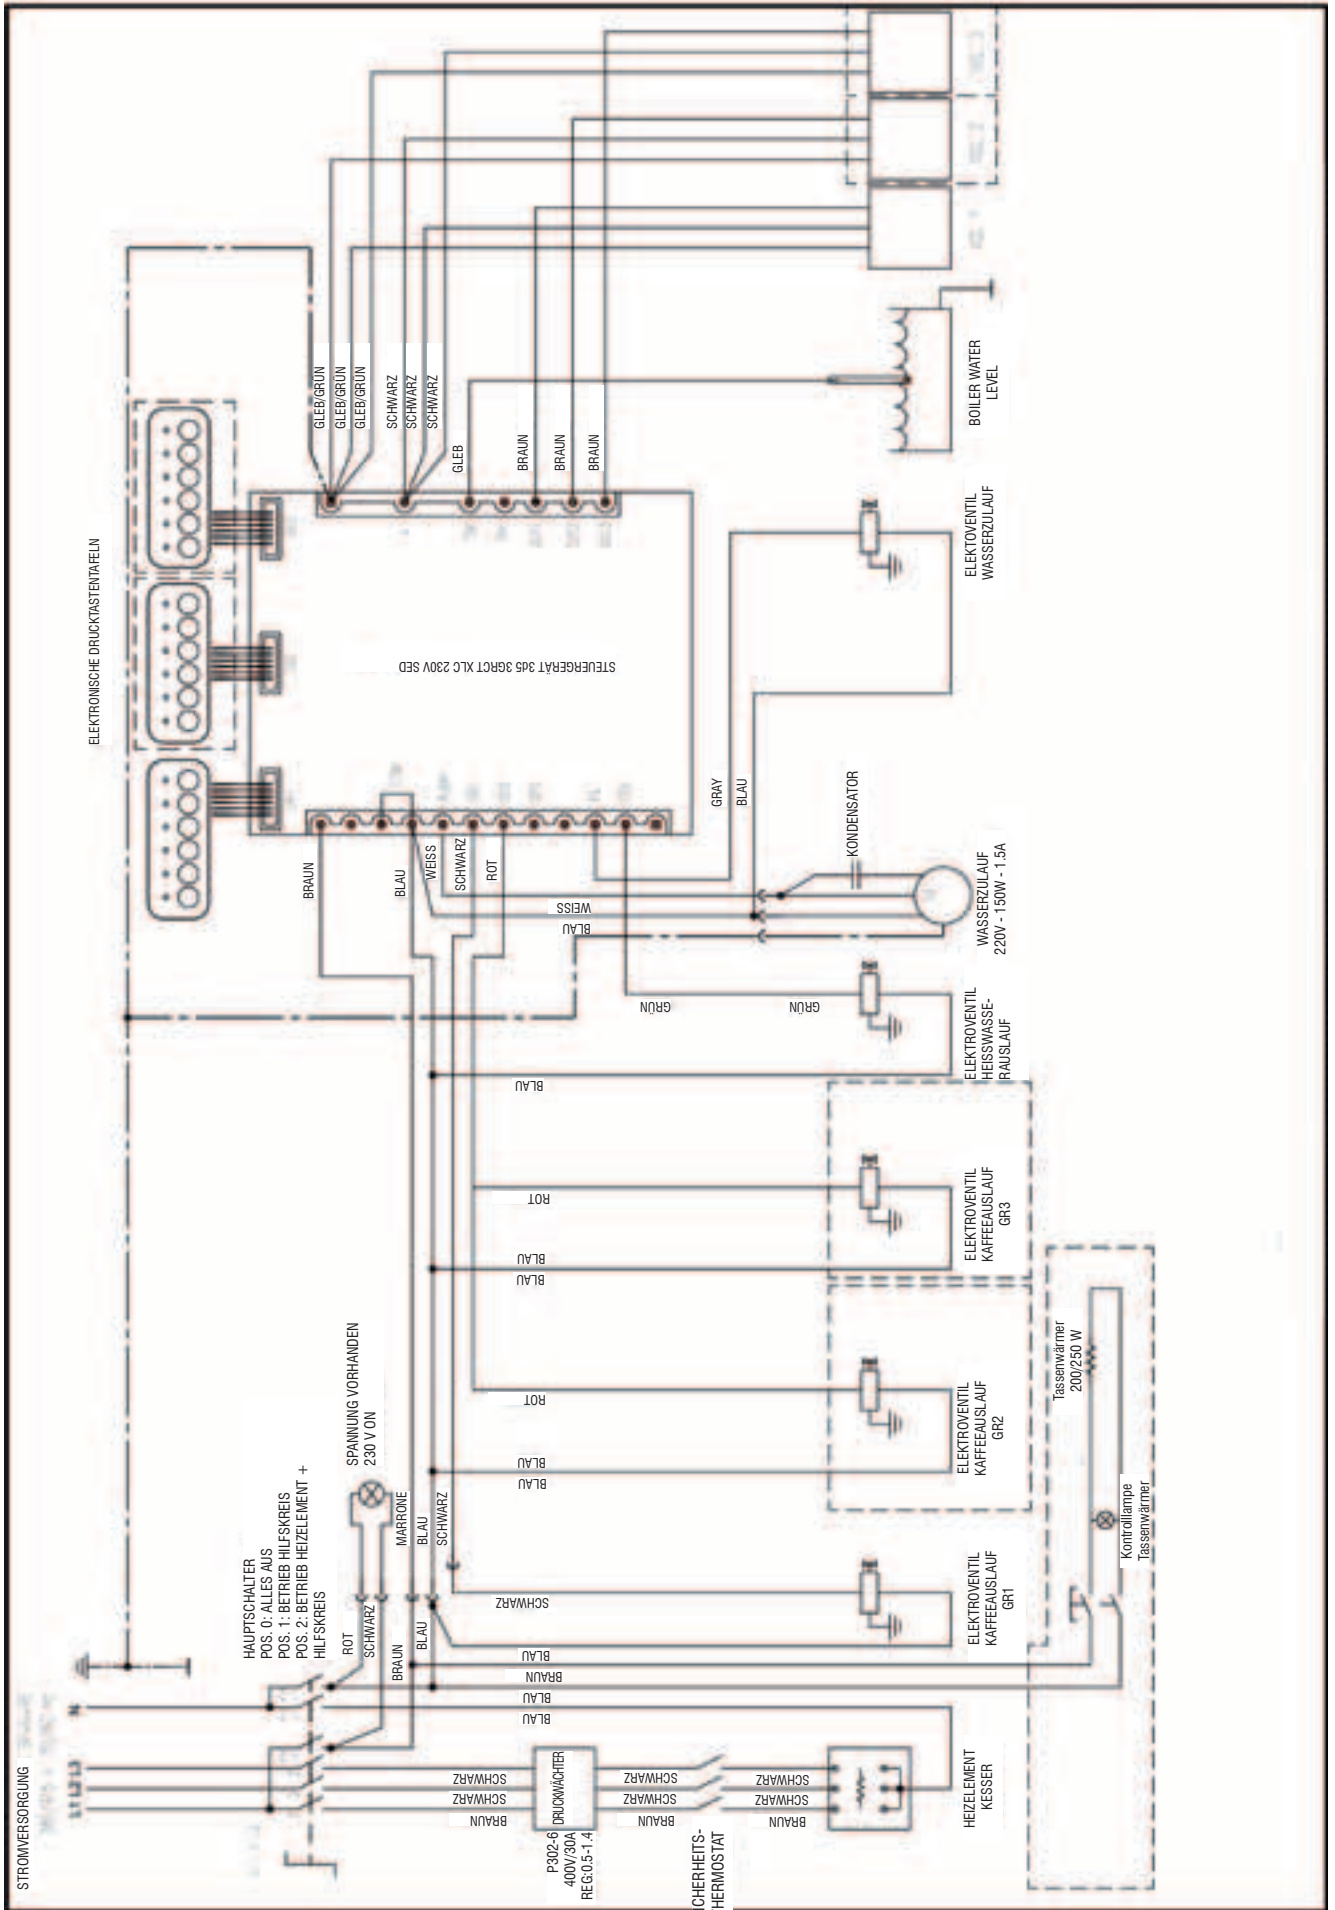 STROMVERSORGUNG
L1 L2 L3
N
HAUPTSCHALTER
POS. 0: ALLES AUS
POS. 1: BETRIEB HILFSKREIS
POS. 2: BETRIEB HEIZELEMENT +
HILFSKREIS
SPANNUNG VORHANDEN
230 V ON
ELEKTRONISCHE DRUCKTASTENTAFELN
STEUERGERÄT 3d5 3GRCT XLC 230V SED
GLEB/GRÜN
GLEB/GRÜN
GLEB/GRÜN
SCHWARZ
SCHWARZ
SCHWARZ
GLEB
BRAUN
BRAUN
BRAUN
BRAUN
BLAU
WEISS
SCHWARZ
ROT
WEISS
BLAU
GRAY
BLAU
KONDENSATOR
GRÜN
GRÜN
BLAU
ROT
BLAU
BLAU
ROT
BLAU
BLAU
MARRONE
BLAU
SCHWARZ
ROT
SCHWARZ
BRAUN
BLAU
SCHWARZ
BLAU
BRAUN
BLAU
BLAU
SCHWARZ
SCHWARZ
BRAUN
P302-6
400V/30A
REG:0.5-1.4
DRUCKWÄCHTER
SCHWARZ
SCHWARZ
BRAUN
ICHERHEITS-
HERMOSTAT
SCHWARZ
SCHWARZ
BRAUN
HEIZELEMENT
KESSER
ELEKTROVENTIL
KAFFEEAUSLAUF
GR1
ELEKTROVENTIL
KAFFEEAUSLAUF
GR2
ELEKTROVENTIL
KAFFEEAUSLAUF
GR3
ELEKTROVENTIL
HEISSWASSE-
RAUSLAUF
WASSERZULAUF
220V - 150W - 1.5A
ELEKTOVENTIL
WASSERZULAUF
BOILER WATER
LEVEL
Tassenwärmer
200/250 W
Kontrolllampe
Tassenwärmer